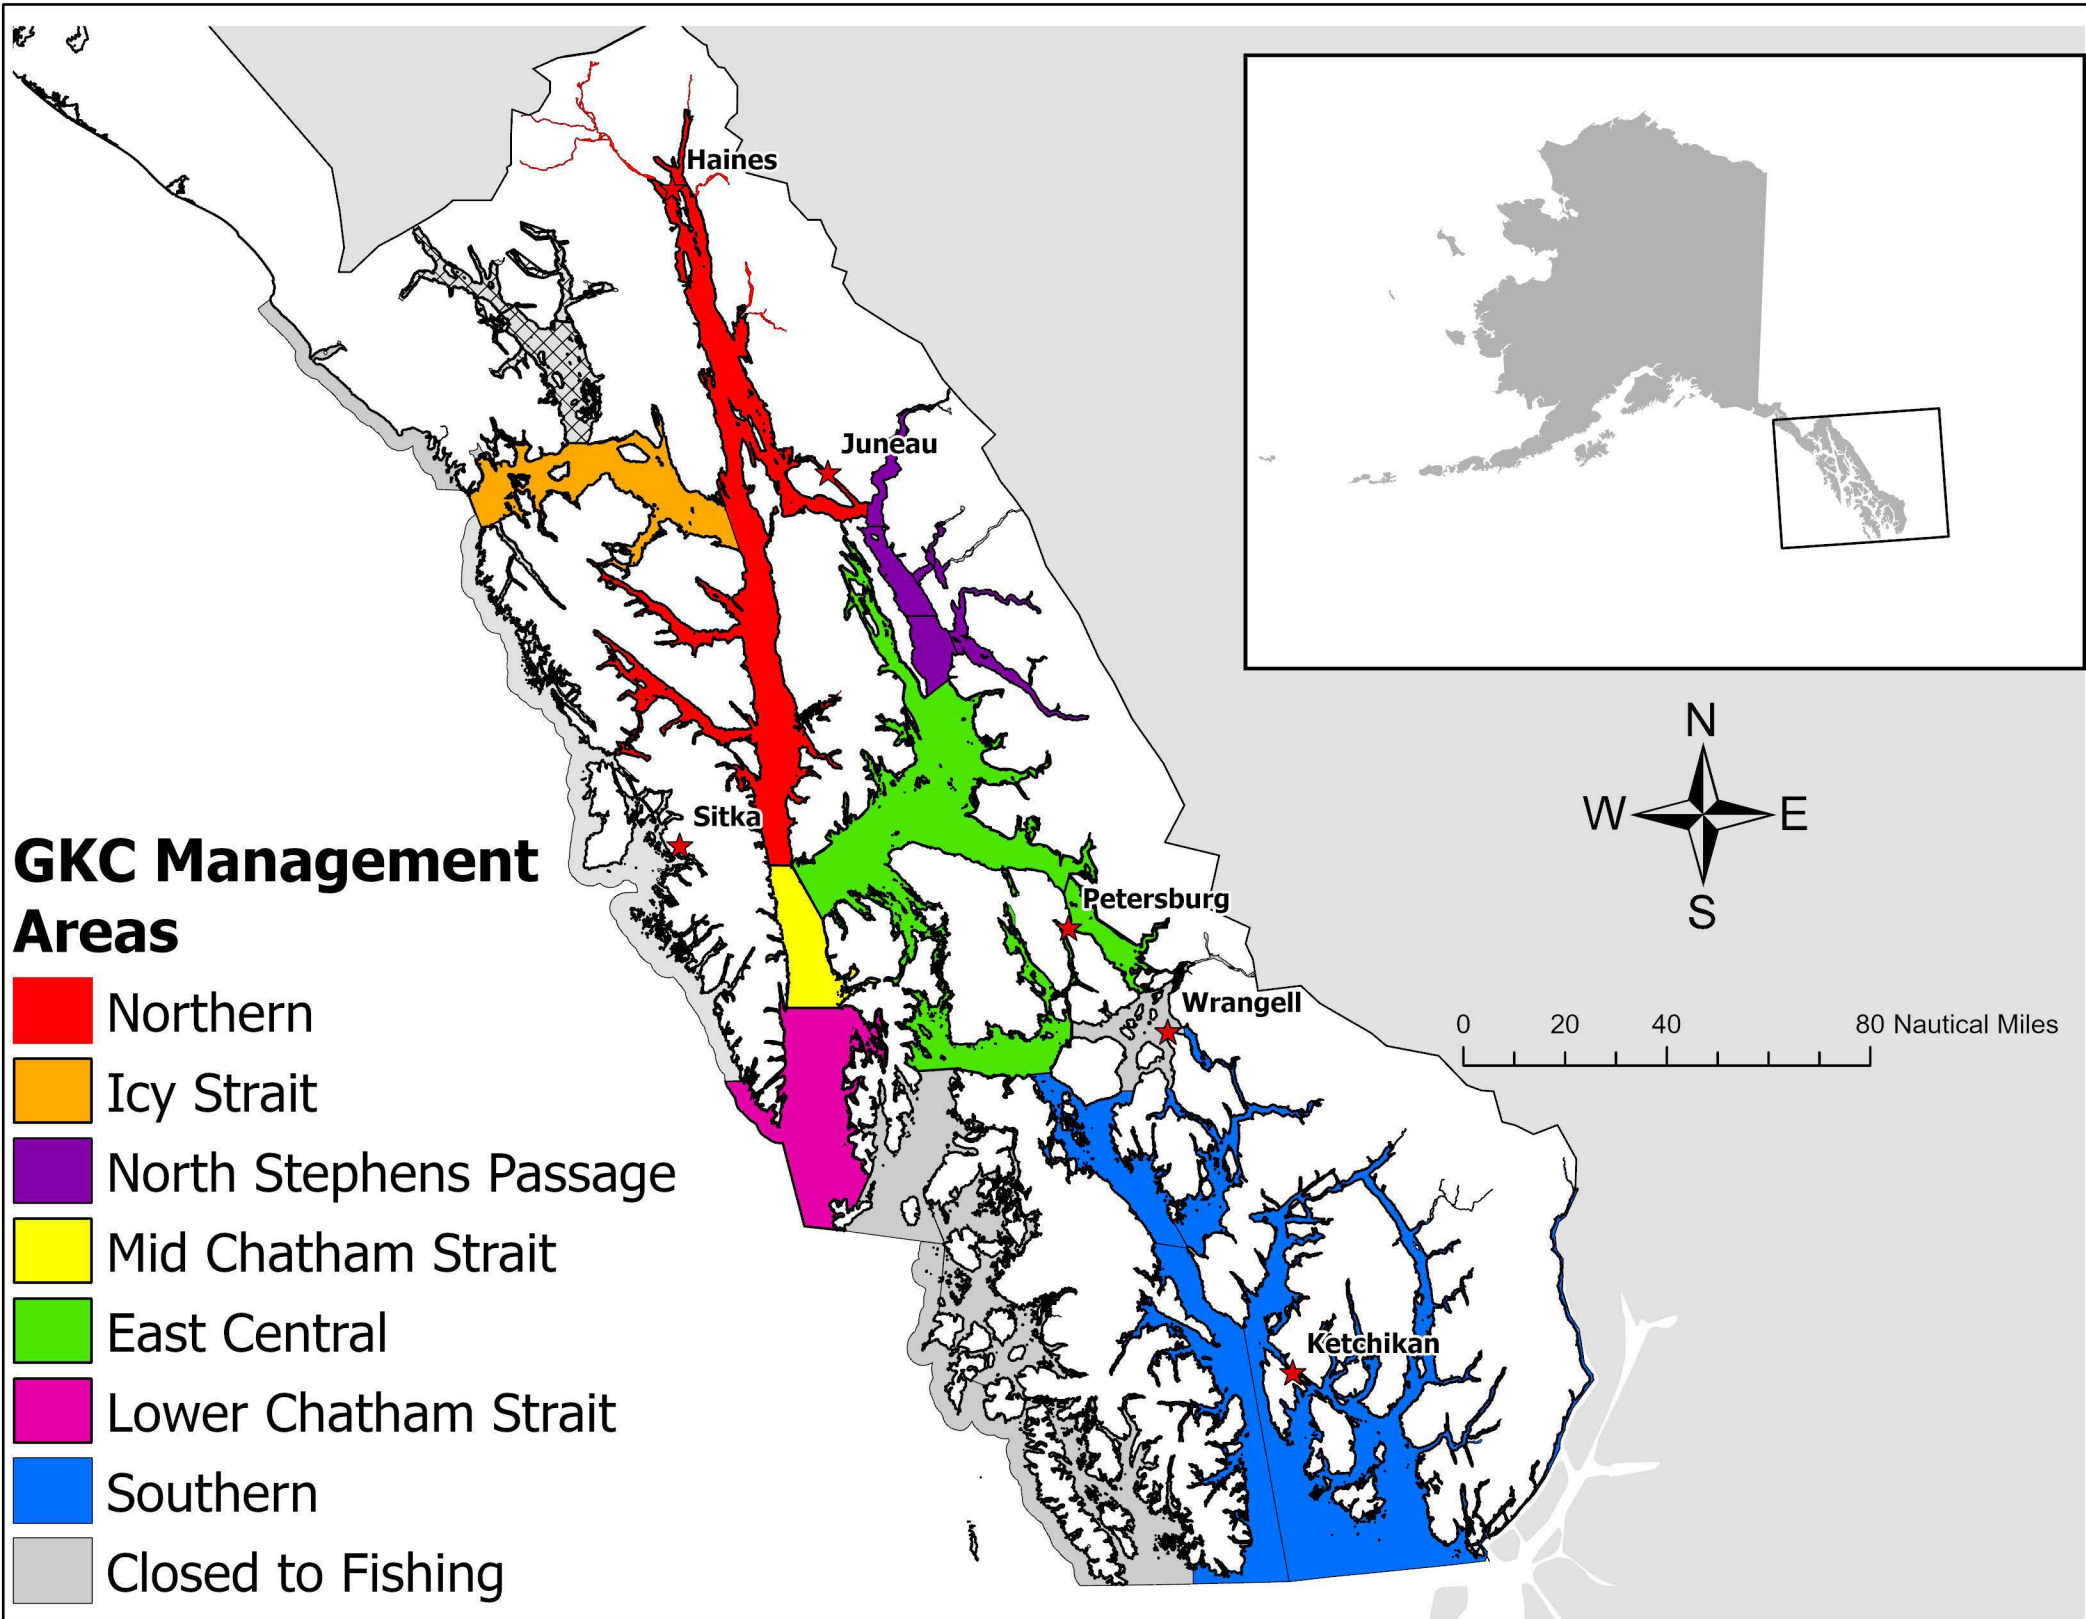 Haines
Juneau
Sitka
Petersburg
Wrangell
Ketchikan
N
W
E
S
0 20 40 80 Nautical Miles
GKC Management
Areas
Northern
Icy Strait
North Stephens Passage
Mid Chatham Strait
East Central
Lower Chatham Strait
Southern
Closed to Fishing